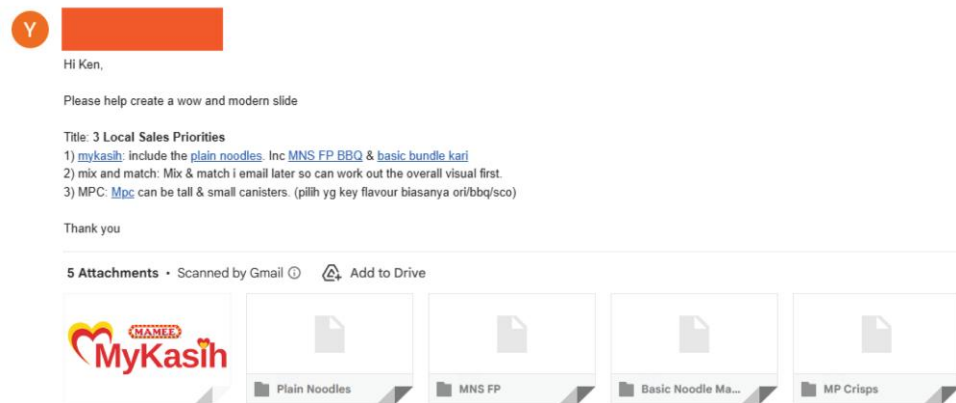 Y
Hi Ken,
Please help create a wow and modern slide
Title: 3 Local Sales Priorities
1) mykasih: include the plain noodles. Inc MNS FP BBQ & basic bundle kari
2) mix and match: Mix & match i email later so can work out the overall visual first.
3) MPC: Mpc can be tall & small canisters. (pilih yg key flavour biasanya ori/bbq/sco)
Thank you
5 Attachments • Scanned by Gmail Add to Drive
MAMEE
MyKasih
Plain Noodles
MNS FP
Basic Noodle Ma...
MP Crisps